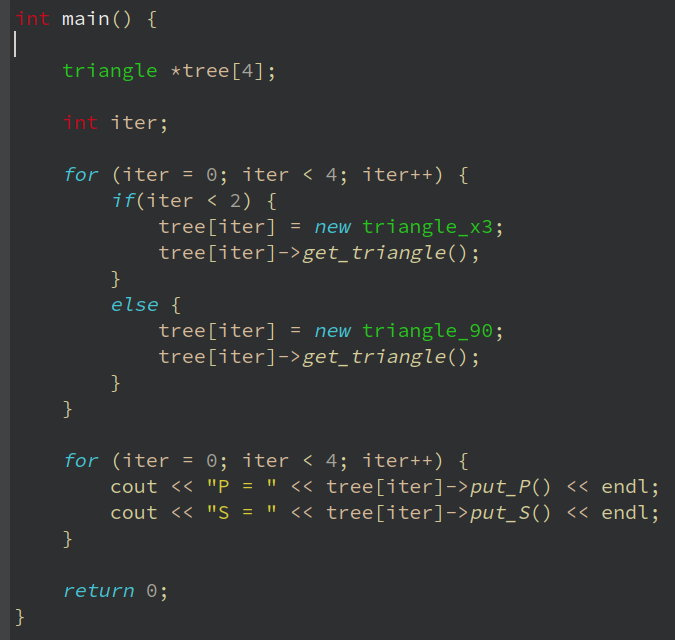 int main() {
triangle *tree[4];
int iter;
for (iter = 0; iter < 4; iter++) {
if(iter < 2) {
tree[iter] = new triangle_x3;
tree[iter]->get_triangle();
}
else {
tree[iter] = new triangle_90;
tree[iter]->get_triangle();
}
}
for (iter = 0; iter < 4; iter++) {
cout << "P = " << tree[iter]->put_P() << endl;
cout << "S = " << tree[iter]->put_S() << endl;
}
return 0;
}